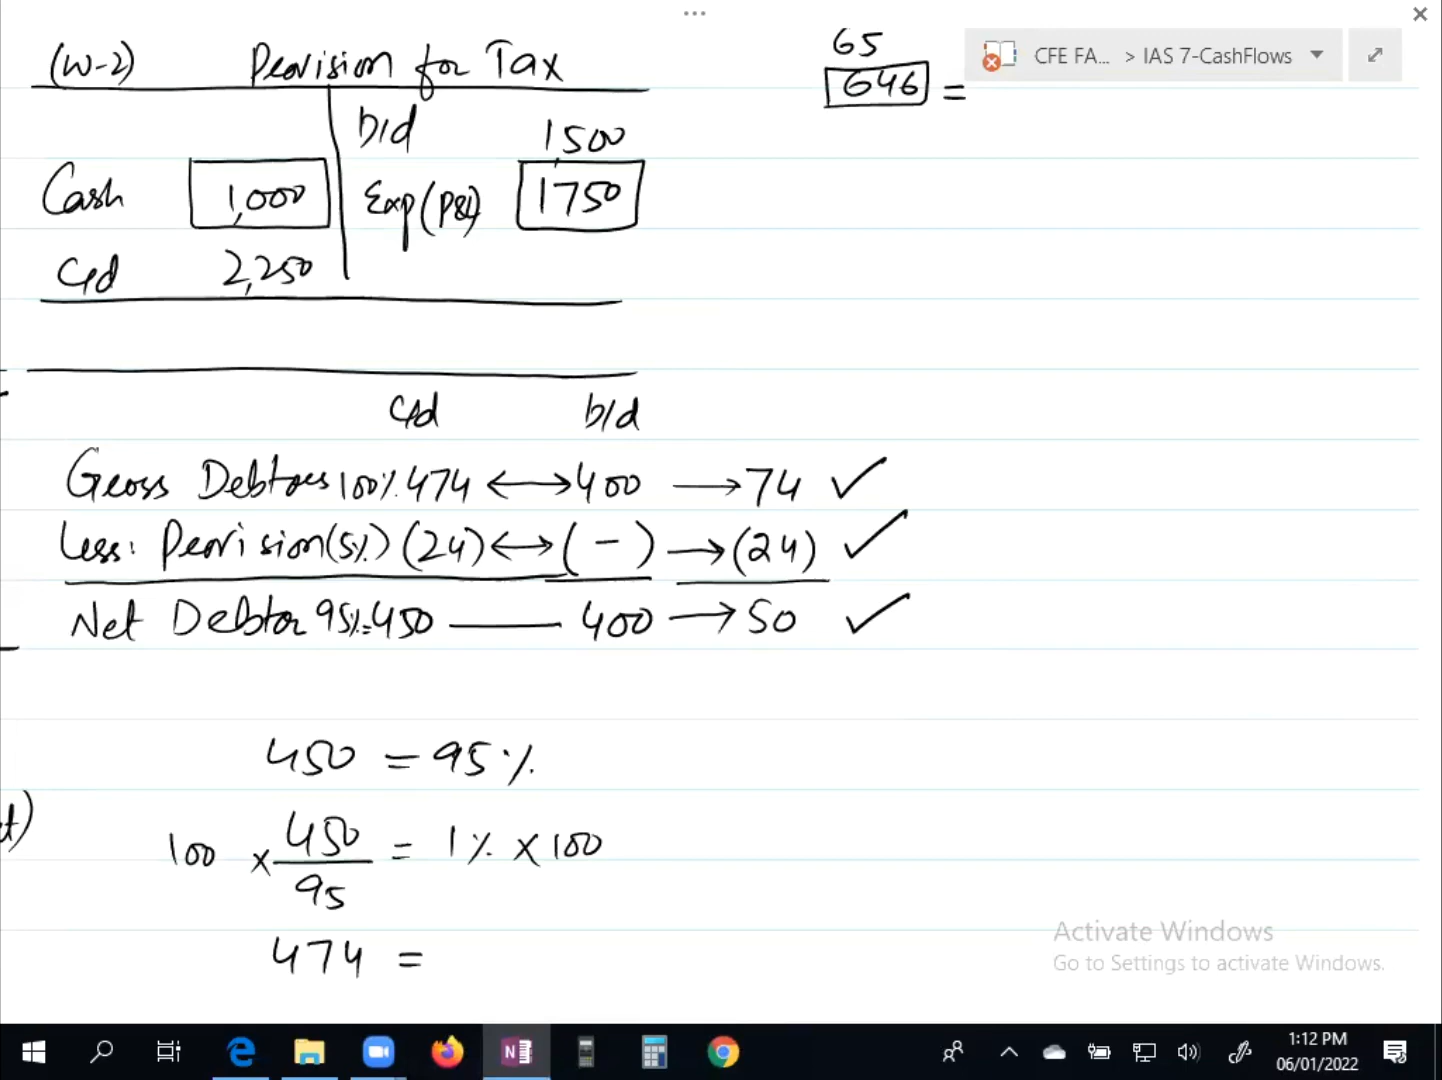 (W-2) Provision for Tax
65
646 =
CFE FA... > IAS 7-CashFlows
b/d 1,500
Cash 1,000 Exp(P&L) 1750
c/d 2,250
c/d b/d
Gross Debtors 100% 474 ↔ 400 → 74 ✓
Less: Provision(5%) (24) ↔ ( - ) → (24) ✓
Net Debtor 95%=450 — 400 → 50 ✓
450 = 95%
100 × 450/95 = 1% × 100
474 =
Activate Windows
Go to Settings to activate Windows.
1:12 PM
06/01/2022